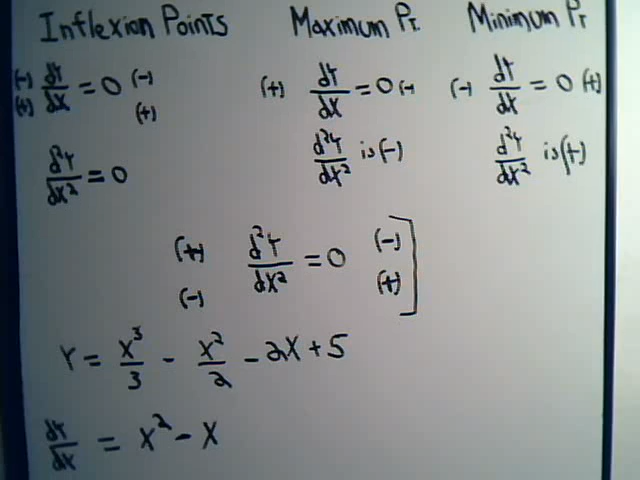 Inflexion Points Maximum Pt. Minimum Pt
(-) dY/dX = 0 (-) (+) dY/dX = 0 (- (-) dY/dX = 0 (+)
(+) (+)
d²Y/dX² = 0 d²Y/dX² is (-) d²Y/dX² is (+)
(+) d²Y/dX² = 0 (-)
(-) (+)
Y = X³/3 - X²/2 - 2X + 5
dY/dX = X² - X